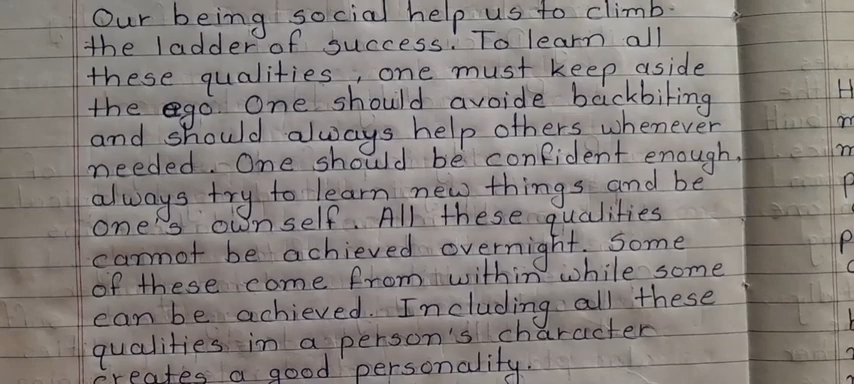 Our being social help us to climb
the ladder of success. To learn all
these qualities, one must keep aside
the ego. One should avoide backbiting
and should always help others whenever
needed. One should be confident enough,
always try to learn new things and be
one's own self. All these qualities
cannot be achieved overnight. Some
of these come from within while some
can be achieved. Including all these
qualities in a person's character
creates a good personality.